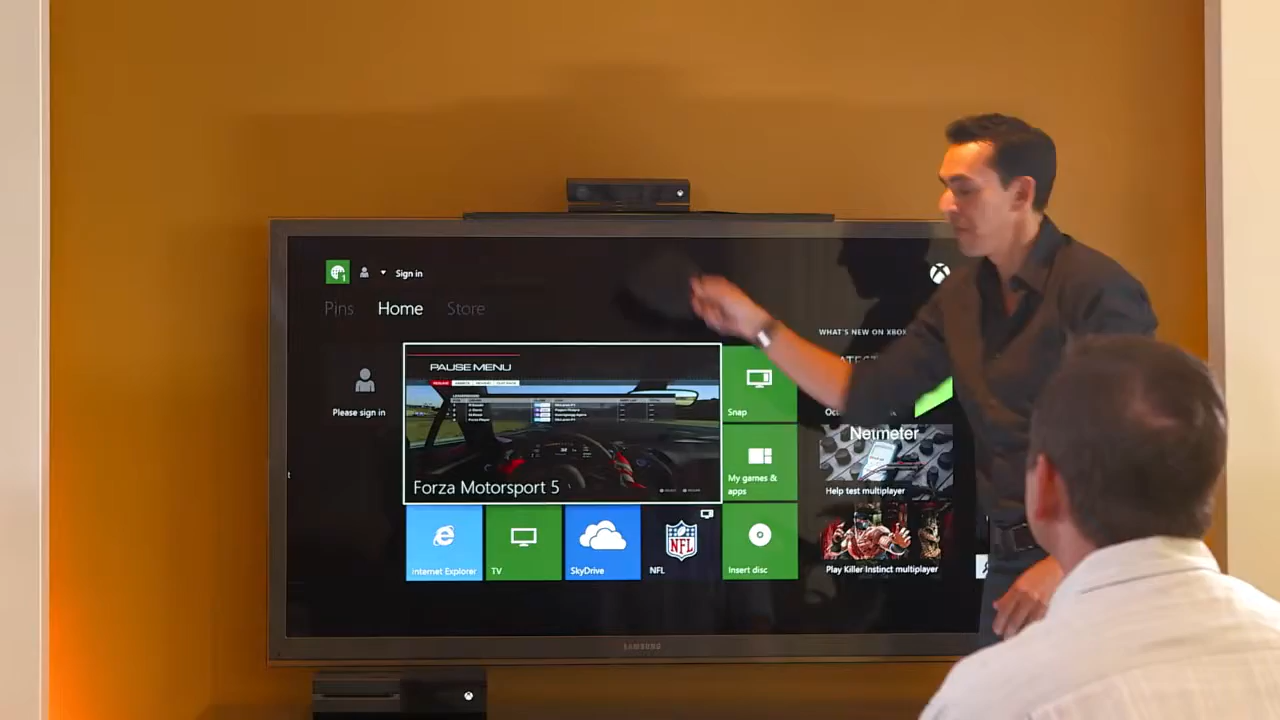 Sign in
Pins Home Store
WHAT'S NEW ON XBOX
PAUSE MENU
Please sign in
Snap
Forza Motorsport 5
My games &
apps
Netmeter
Help test multiplayer
Internet Explorer
TV
SkyDrive
NFL
NFL
Insert disc
Play Killer Instinct multiplayer
SAMSUNG